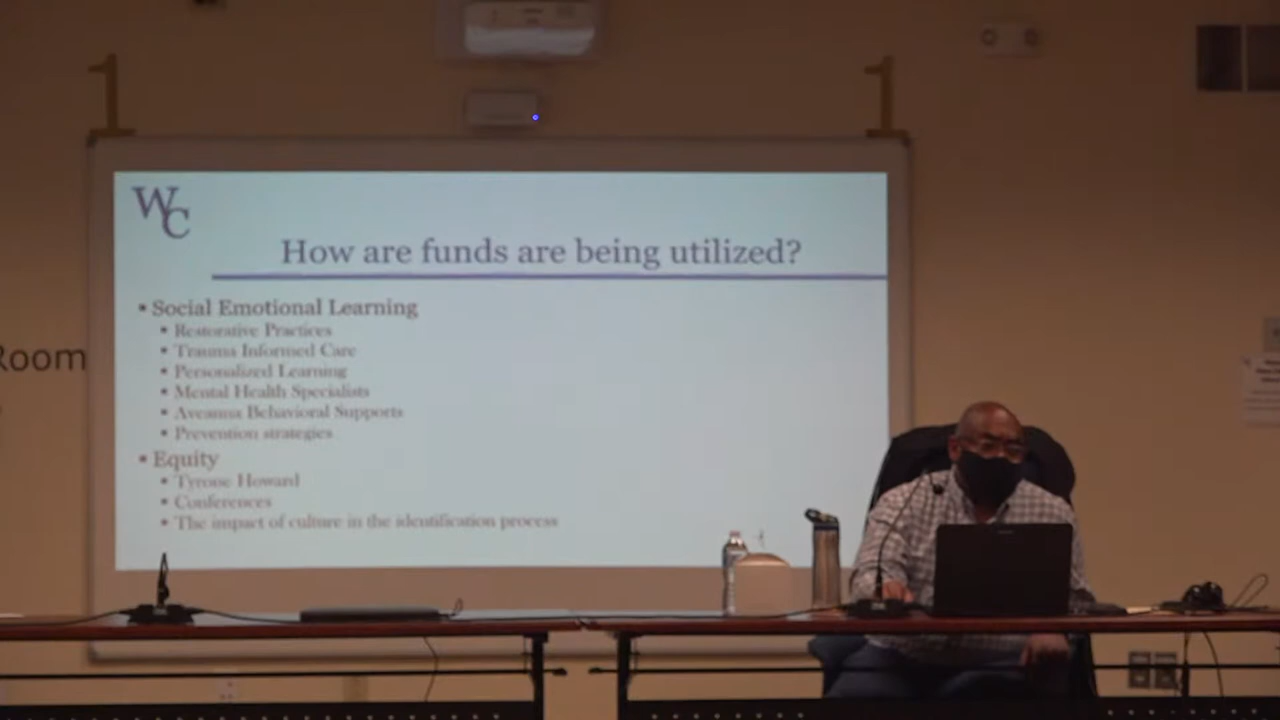 WC
How are funds are being utilized?
• Social Emotional Learning
• Restorative Practices
• Trauma Informed Care
• Personalized Learning
• Mental Health Specialists
• Aveanna Behavioral Supports
• Prevention strategies
• Equity
• Tyrone Howard
• Conferences
• The impact of culture in the identification process
Room